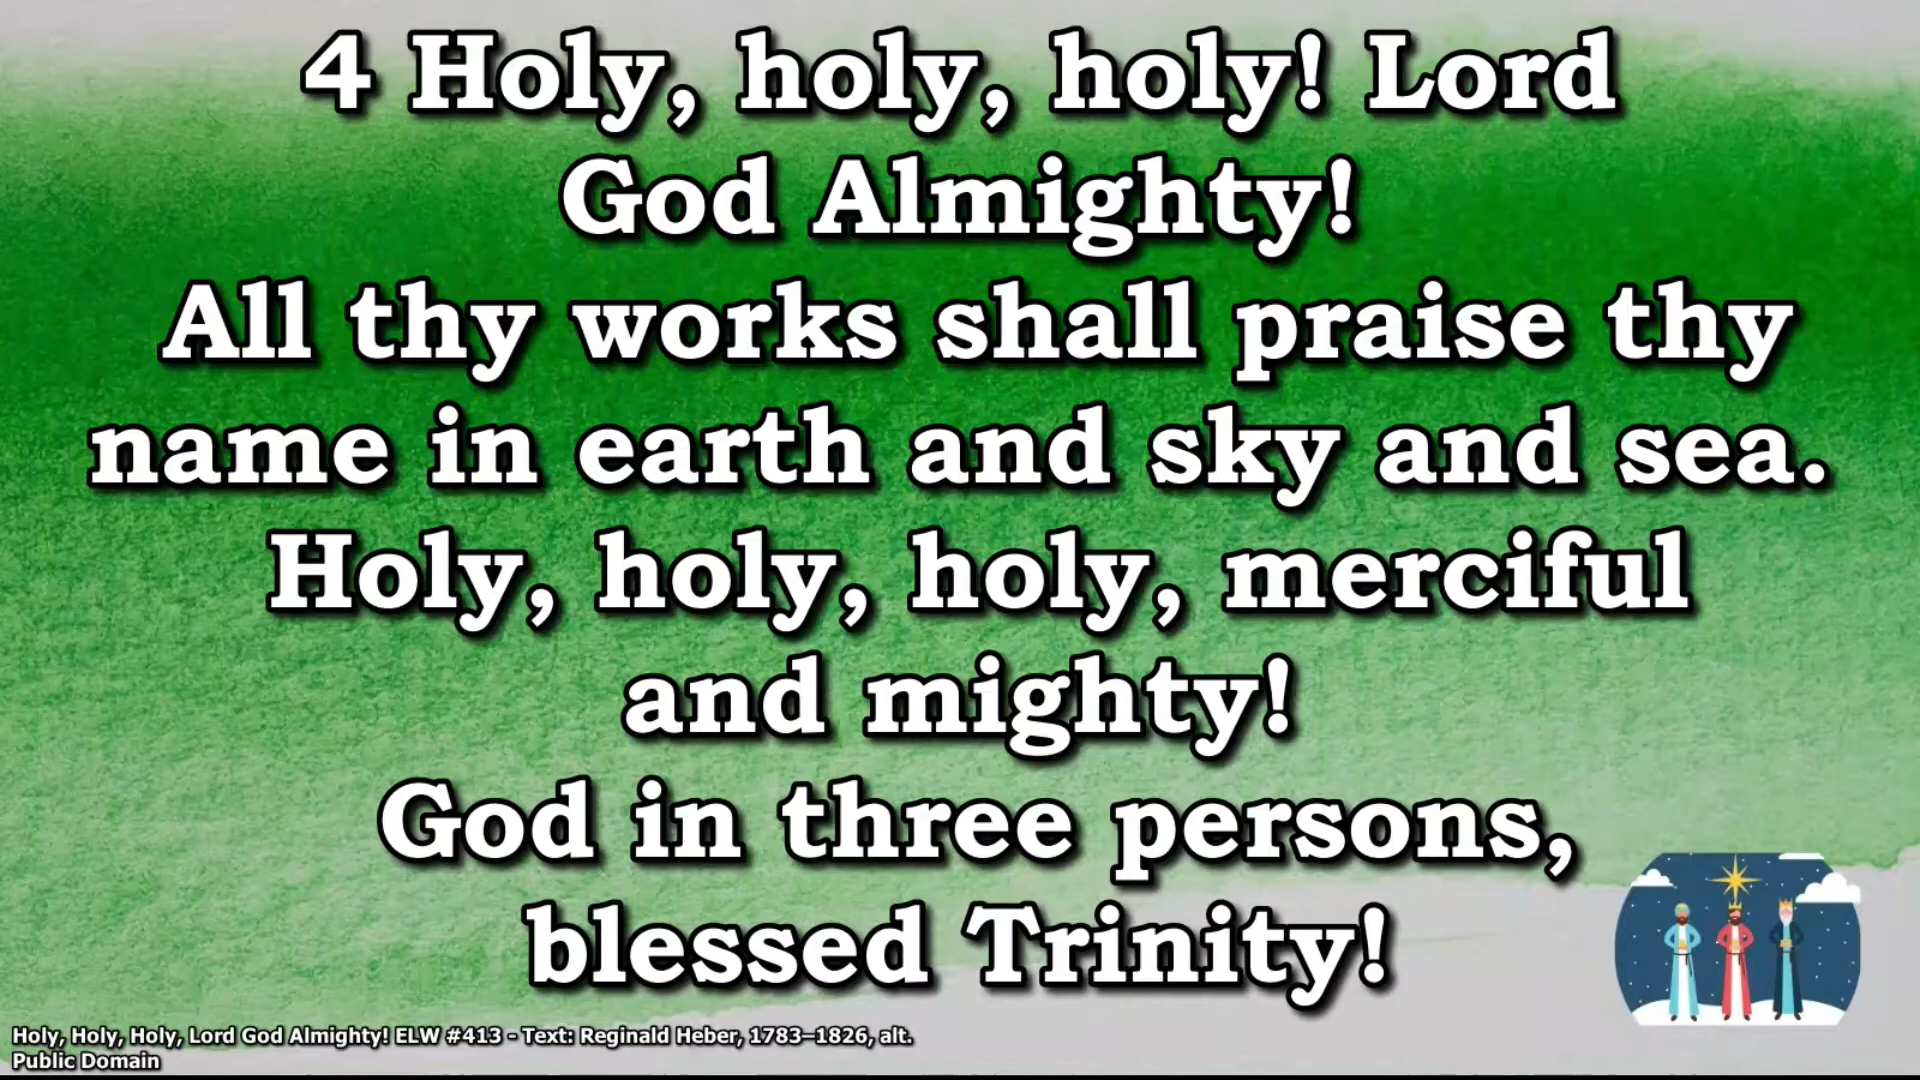 4 Holy, holy, holy! Lord
God Almighty!
All thy works shall praise thy
name in earth and sky and sea.
Holy, holy, holy, merciful
and mighty!
God in three persons,
blessed Trinity!
Holy, Holy, Holy, Lord God Almighty! ELW #413 - Text: Reginald Heber, 1783–1826, alt.
Public Domain